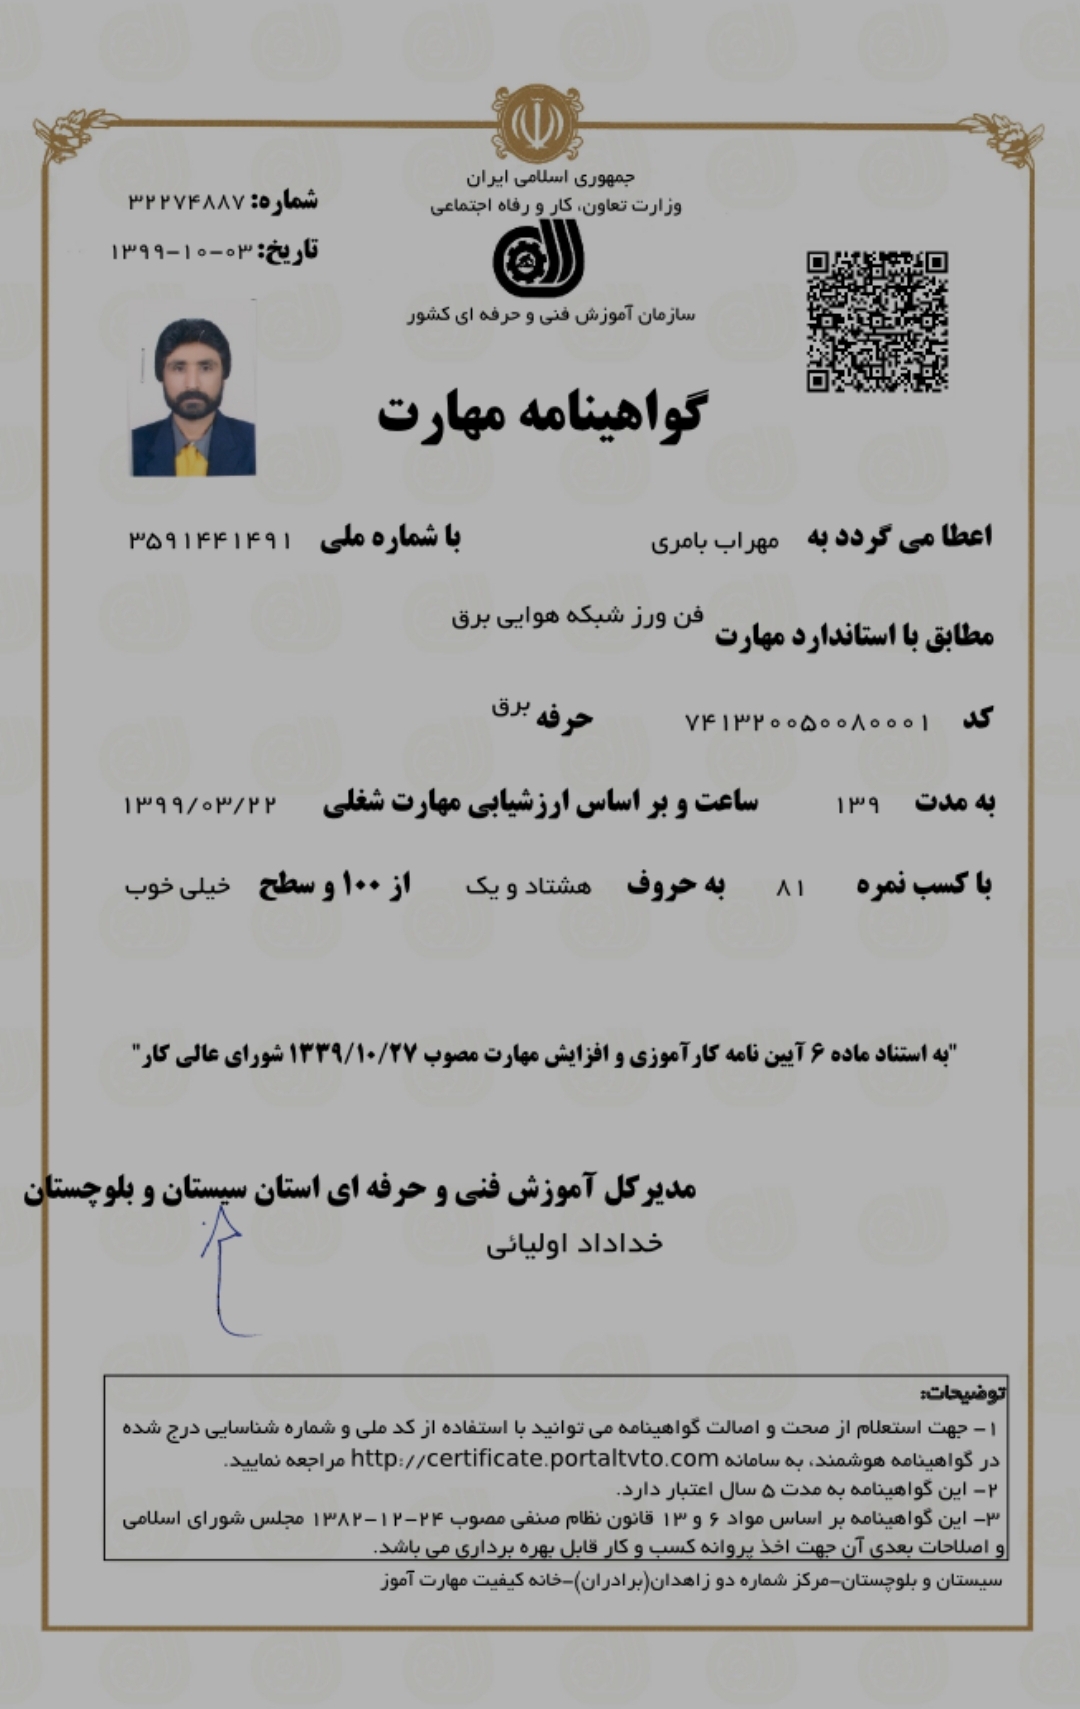 جمهوری اسلامی ایران
وزارت تعاون، کار و رفاه اجتماعی
سازمان آموزش فنی و حرفه ای کشور
شماره: ۳۲۲۷۴۸۸۷
تاریخ: ۱۳۹۹-۱۰-۰۳
گواهینامه مهارت
اعطا می گردد به مهراب بامری با شماره ملی ۳۵۹۱۴۴۱۴۹۱
مطابق با استاندارد مهارت فن ورز شبکه هوایی برق
کد ۷۴۱۳۲۰۰۵۰۰۸۰۰۰۱ حرفه برق
به مدت ۱۳۹ ساعت و بر اساس ارزشیابی مهارت شغلی ۱۳۹۹/۰۳/۲۲
با کسب نمره ۸۱ به حروف هشتاد و یک از ۱۰۰ و سطح خیلی خوب
"به استناد ماده ۶ آیین نامه کارآموزی و افزایش مهارت مصوب ۱۳۳۹/۱۰/۲۷ شورای عالی کار"
مدیرکل آموزش فنی و حرفه ای استان سیستان و بلوچستان
خداداد اولیائی
توضیحات:
۱- جهت استعلام از صحت و اصالت گواهینامه می توانید با استفاده از کد ملی و شماره شناسایی درج شده
در گواهینامه هوشمند، به سامانه http://certificate.portaltvto.com مراجعه نمایید.
۲- این گواهینامه به مدت ۵ سال اعتبار دارد.
۳- این گواهینامه بر اساس مواد ۶ و ۱۳ قانون نظام صنفی مصوب ۲۴-۱۲-۱۳۸۲ مجلس شورای اسلامی
و اصلاحات بعدی آن جهت اخذ پروانه کسب و کار قابل بهره برداری می باشد.
سیستان و بلوچستان-مرکز شماره دو زاهدان(برادران)-خانه کیفیت مهارت آموز